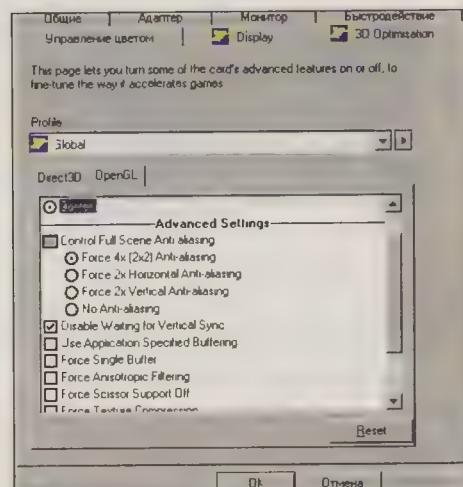 Общие Адаптер Монитор Быстродействие
Управление цветом Display 3D Optimisation
This page lets you turn some of the card's advanced features on or off, to
fine-tune the way it accelerates games
Profile
Global
Direct3D OpenGL
Advanced Settings
Control Full Scene Anti-aliasing
Force 4x (2x2) Anti-aliasing
Force 2x Horizontal Anti-aliasing
Force 2x Vertical Anti-aliasing
No Anti-aliasing
Disable Waiting for Vertical Sync
Use Application Specified Buffering
Force Single Buffer
Force Anisotropic Filtering
Force Scissor Support Off
Force Texture Compression
Reset
Ok Отмена